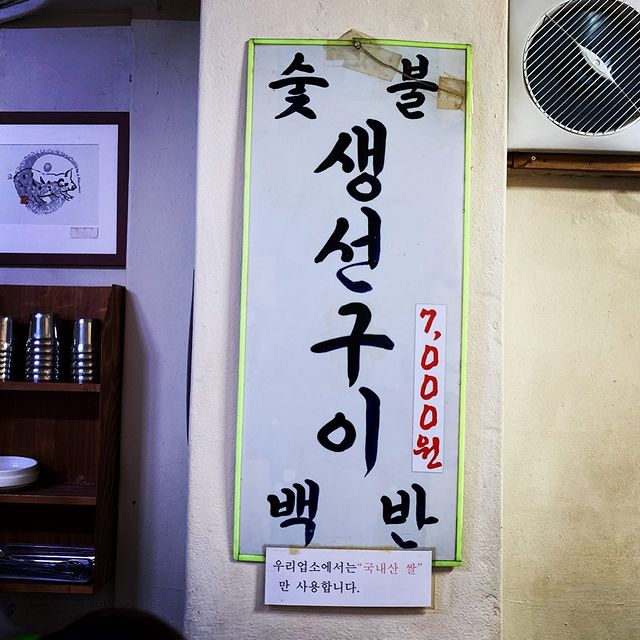 숯 불
생선구이
7,000원
백 반
우리업소에서는 "국내산 쌀"
만 사용합니다.